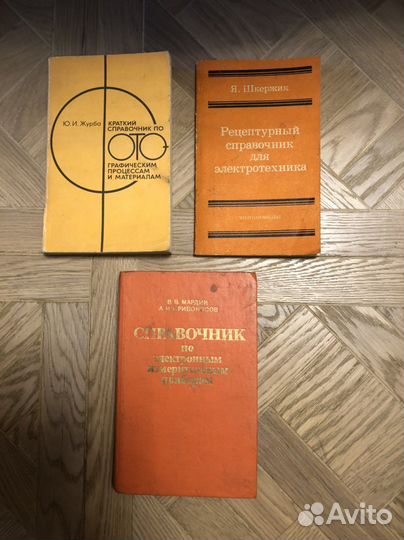 Ю. И. Журба
КРАТКИЙ
СПРАВОЧНИК ПО
ФОТО
ГРАФИЧЕСКИМ
ПРОЦЕССАМ
И МАТЕРИАЛАМ
Я. Шкержик
Рецептурный
справочник для
электротехника
В. В. МАРДИН
СПРАВОЧНИК
по
электронным
измерительным
приборам
Avito